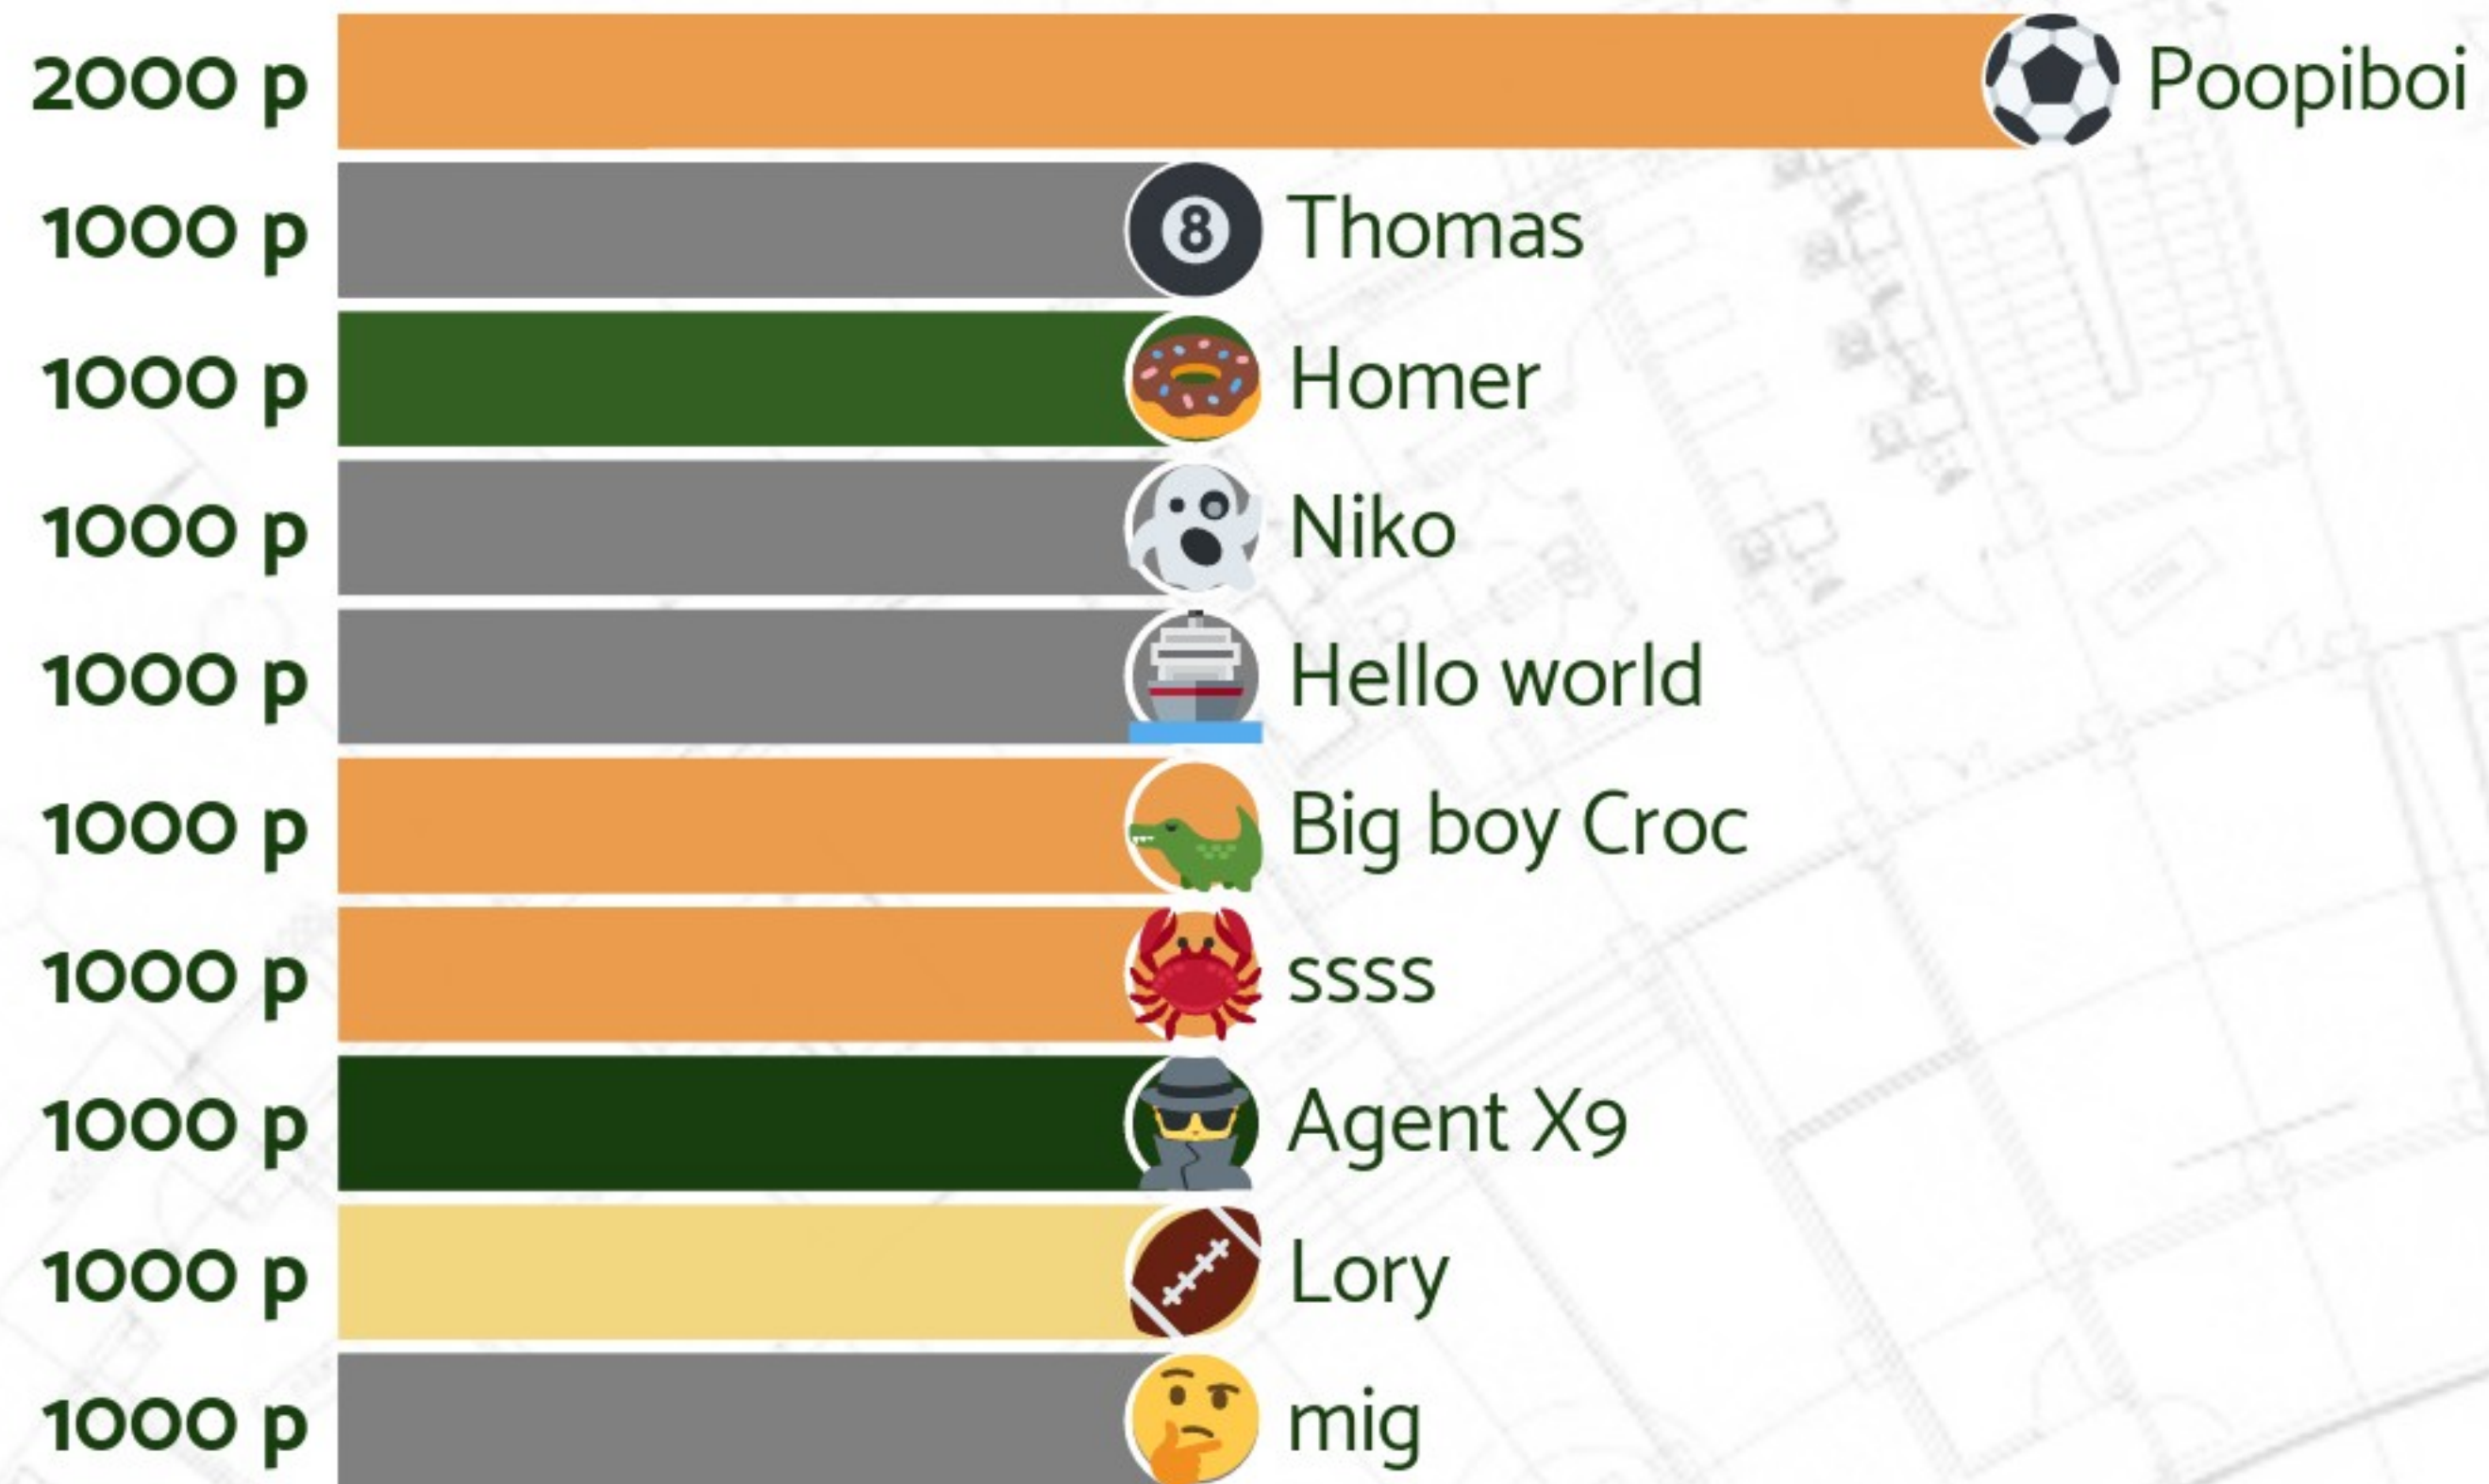 2000 p Poopiboi
1000 p 8 Thomas
1000 p Homer
1000 p Niko
1000 p Hello world
1000 p Big boy Croc
1000 p ssss
1000 p Agent X9
1000 p Lory
1000 p mig